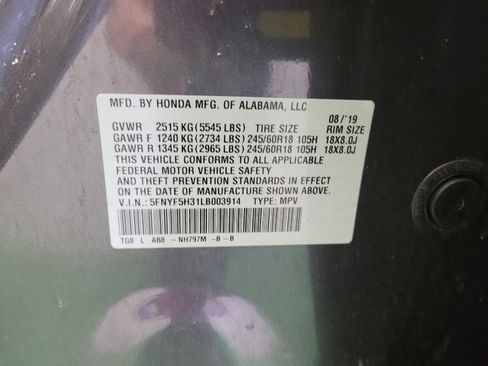 MFD. BY HONDA MFG. OF ALABAMA, LLC
08 /'19
GVWR 2515 KG (5545 LBS) TIRE SIZE RIM SIZE
GAWR F 1240 KG (2734 LBS) 245/60R18 105H 18X8.0J
GAWR R 1345 KG (2965 LBS) 245/60R18 105H 18X8.0J
THIS VEHICLE CONFORMS TO ALL APPLICABLE
FEDERAL MOTOR VEHICLE SAFETY
AND THEFT PREVENTION STANDARDS IN EFFECT
ON THE DATE OF MANUFACTURE SHOWN ABOVE.
V.I.N.: 5FNYF5H31LB003914 TYPE: MPV
TG8 L ABB -NH797M -B -B